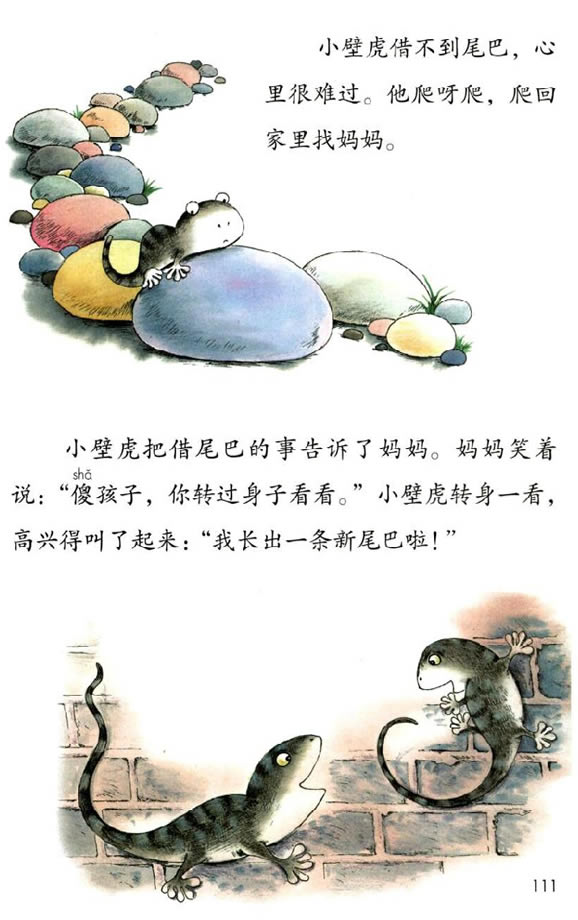 小壁虎借不到尾巴，心
里很难过。他爬呀爬，爬回
家里找妈妈。
小壁虎把借尾巴的事告诉了妈妈。妈妈笑着
shǎ
说：“傻孩子，你转过身子看看。”小壁虎转身一看，
高兴得叫了起来：“我长出一条新尾巴啦！”
111